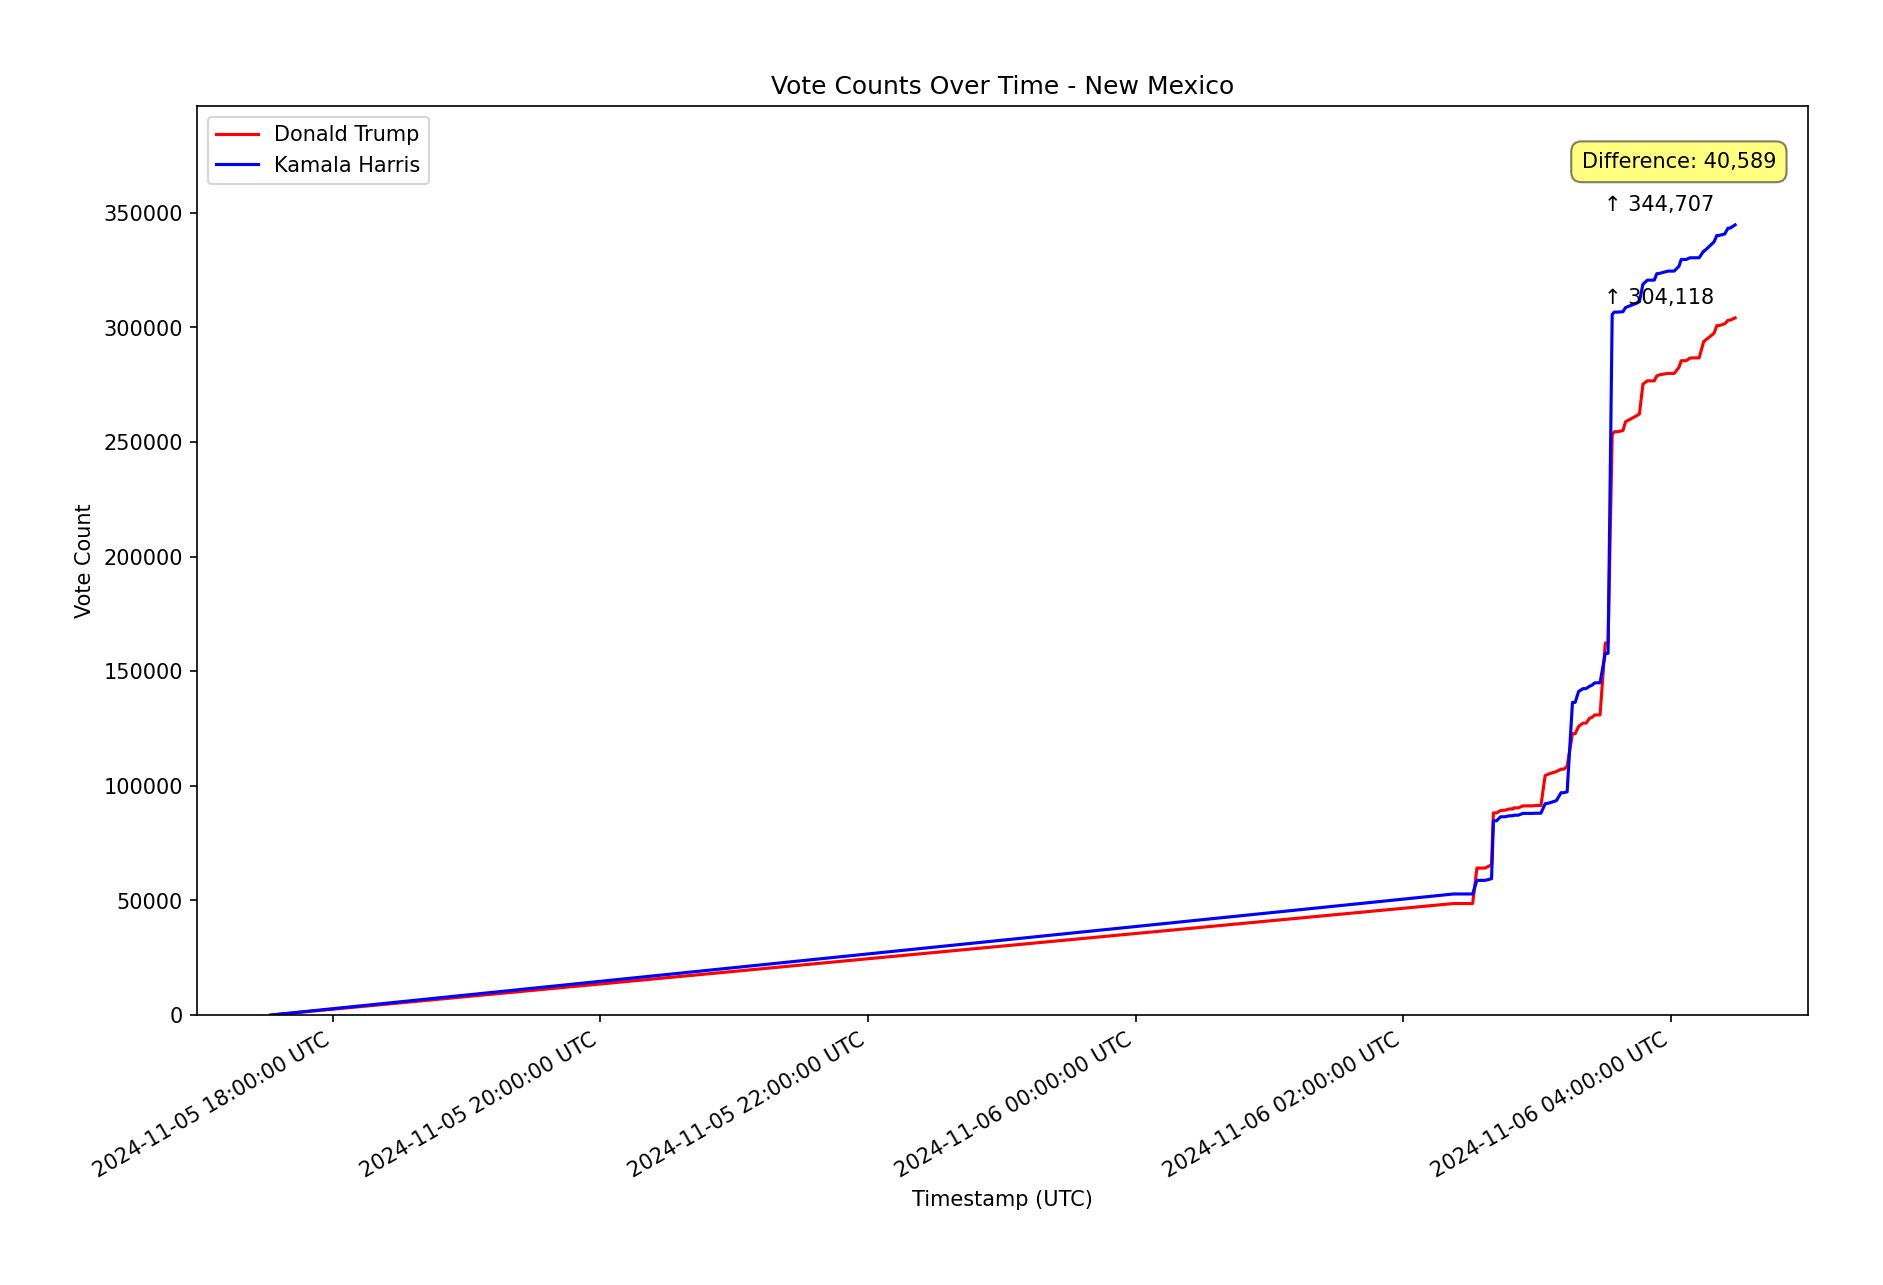 Vote Counts Over Time - New Mexico
Donald Trump
Kamala Harris
Difference: 40,589
↑ 344,707
↑ 304,118
350000
300000
250000
200000
150000
100000
50000
0
Vote Count
2024-11-05 18:00:00 UTC
2024-11-05 20:00:00 UTC
2024-11-05 22:00:00 UTC
2024-11-06 00:00:00 UTC
2024-11-06 02:00:00 UTC
2024-11-06 04:00:00 UTC
Timestamp (UTC)